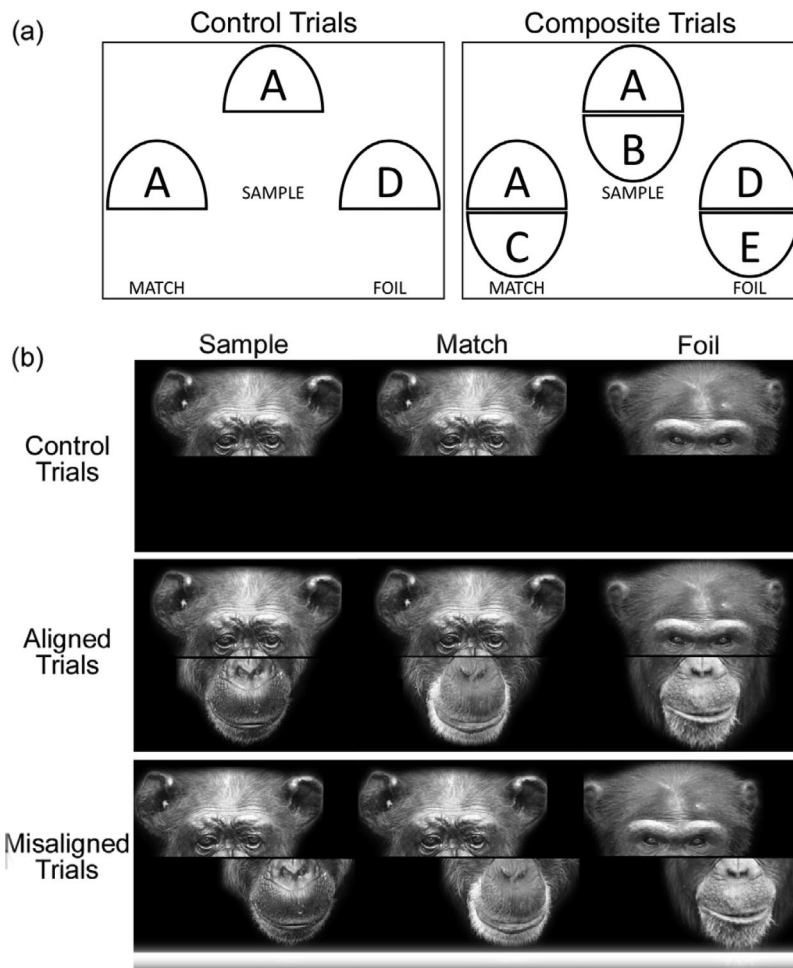 (a)
Control Trials
Composite Trials
A
A
B
A
D
A
D
SAMPLE
SAMPLE
C
E
MATCH
FOIL
MATCH
FOIL
(b)
Sample
Match
Foil
Control
Trials
Aligned
Trials
Misaligned
Trials